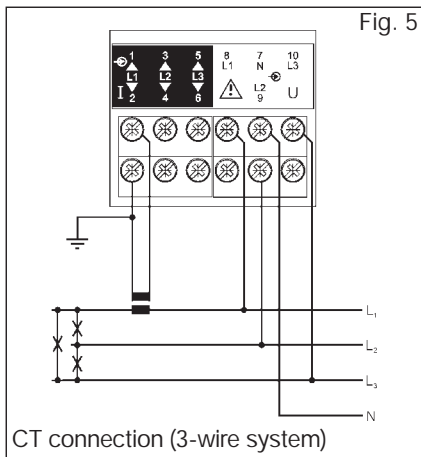 Fig. 5
1 3 5 8 7 10
L1 N L3
L1 L2 L3
I 2 4 6 L2 9 U
L₁
L₂
L₃
N
CT connection (3-wire system)